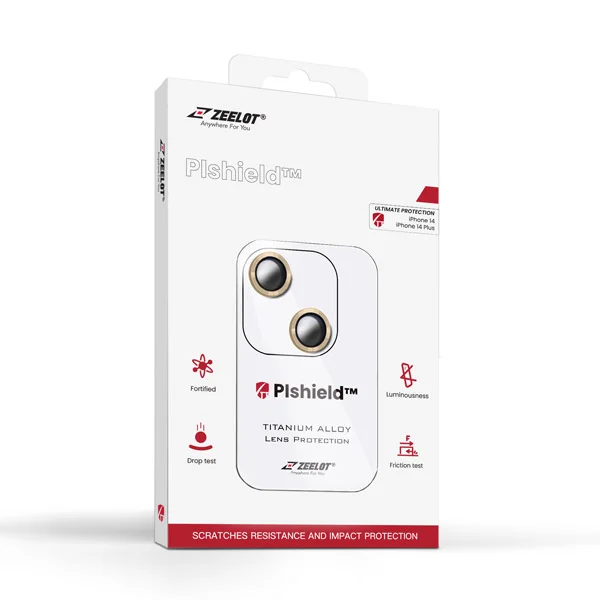 ZEELOT®
Anywhere For You
PIshield™
ZEELOT
ULTIMATE PROTECTION
iPhone 14
iPhone 14 Plus
Fortified
Luminousness
PIshield™
TITANIUM ALLOY
LENS PROTECTION
Drop test
F
Friction test
ZEELOT®
Anywhere For You
SCRATCHES RESISTANCE AND IMPACT PROTECTION